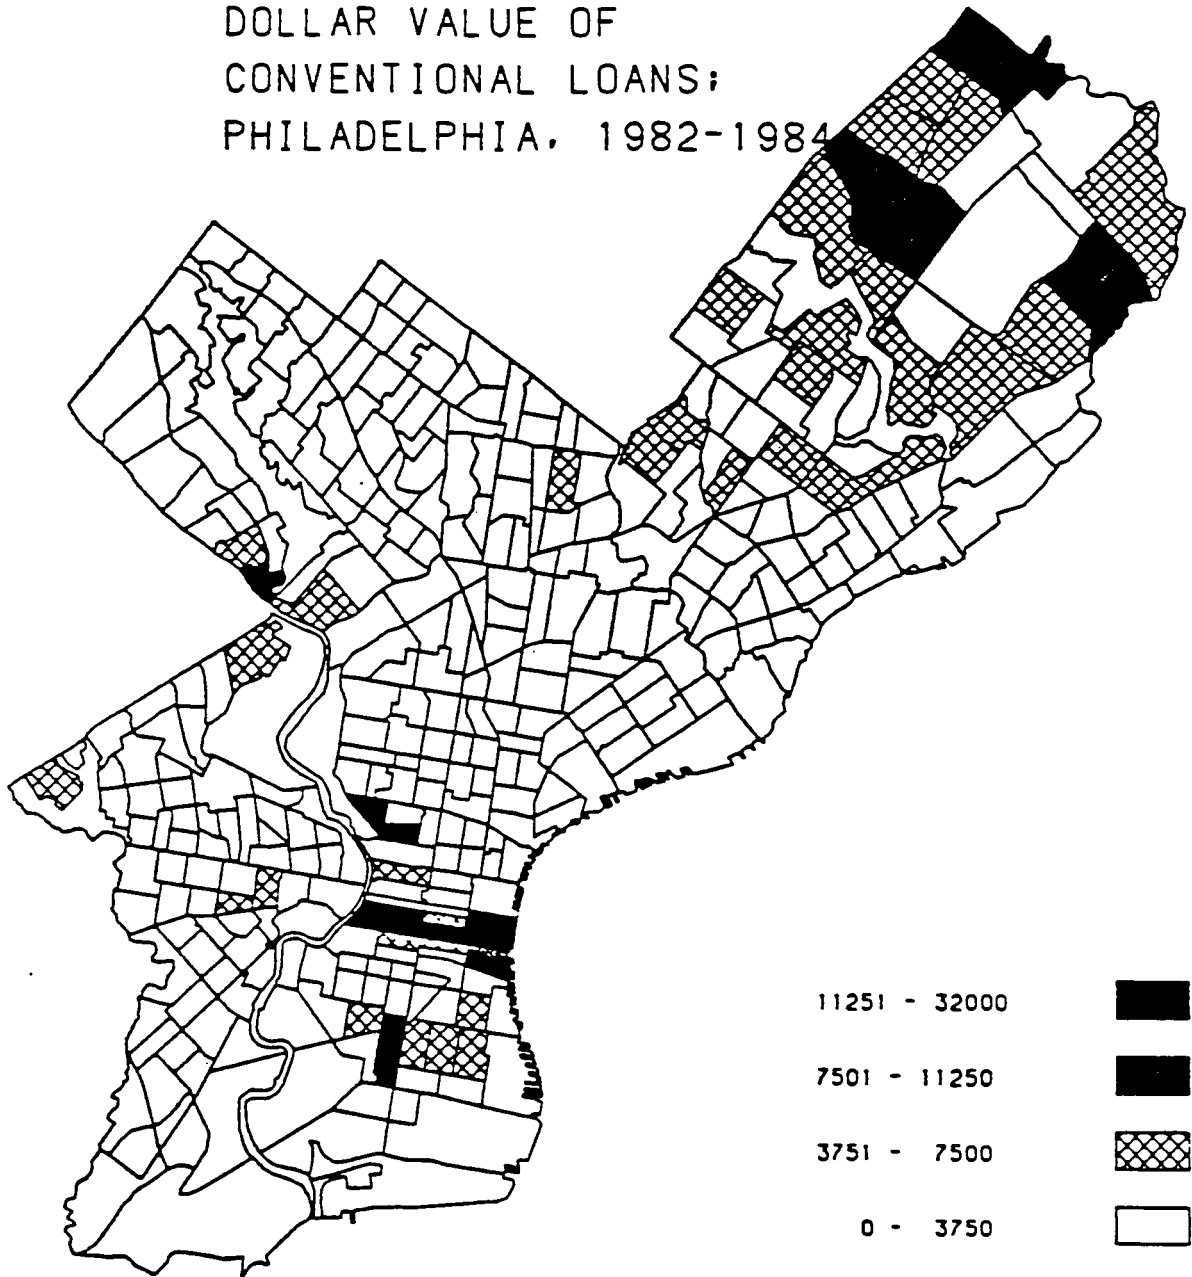 DOLLAR VALUE OF
CONVENTIONAL LOANS;
PHILADELPHIA, 1982-1984
11251 - 32000
7501 - 11250
3751 - 7500
0 - 3750